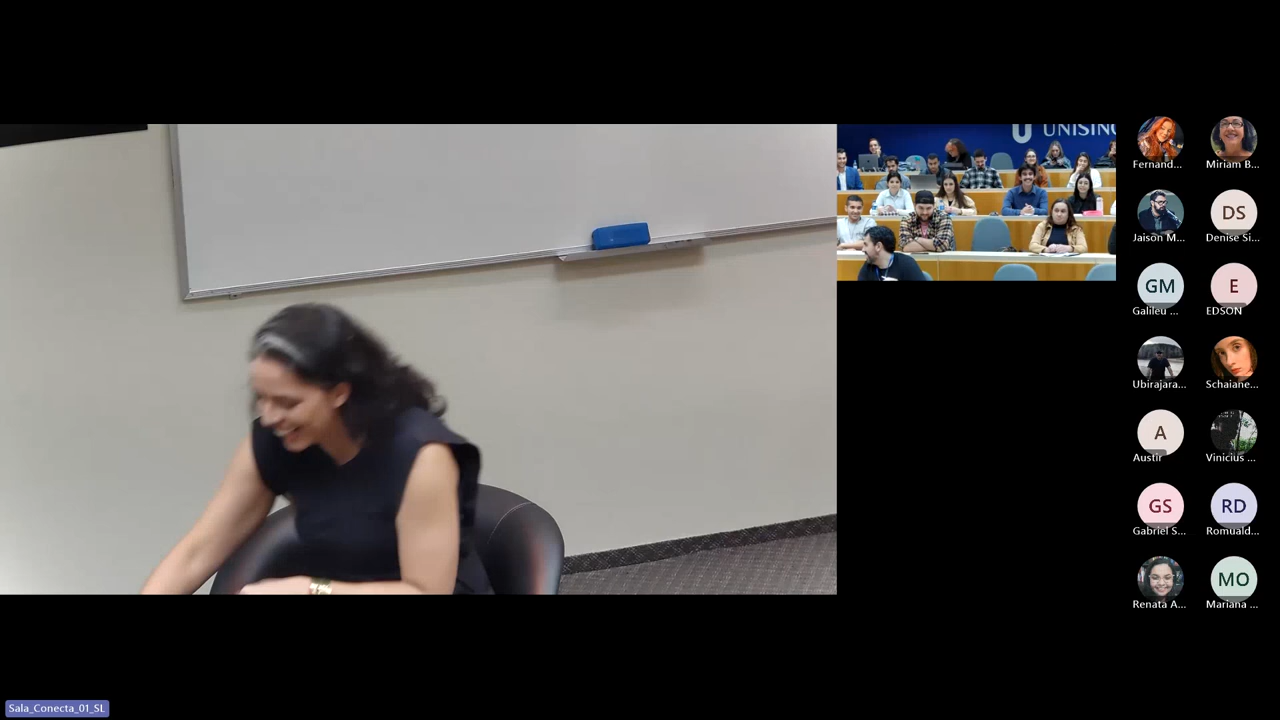 UNISINO
Fernand...
Miriam B...
Jaison M...
DS
Denise Si...
GM
Galileu ...
E
EDSON
Ubirajara...
Schaiane...
A
Austir
Vinicius ...
GS
Gabriel S...
RD
Romuald...
Renata A...
MO
Mariana ...
Sala_Conecta_01_SL